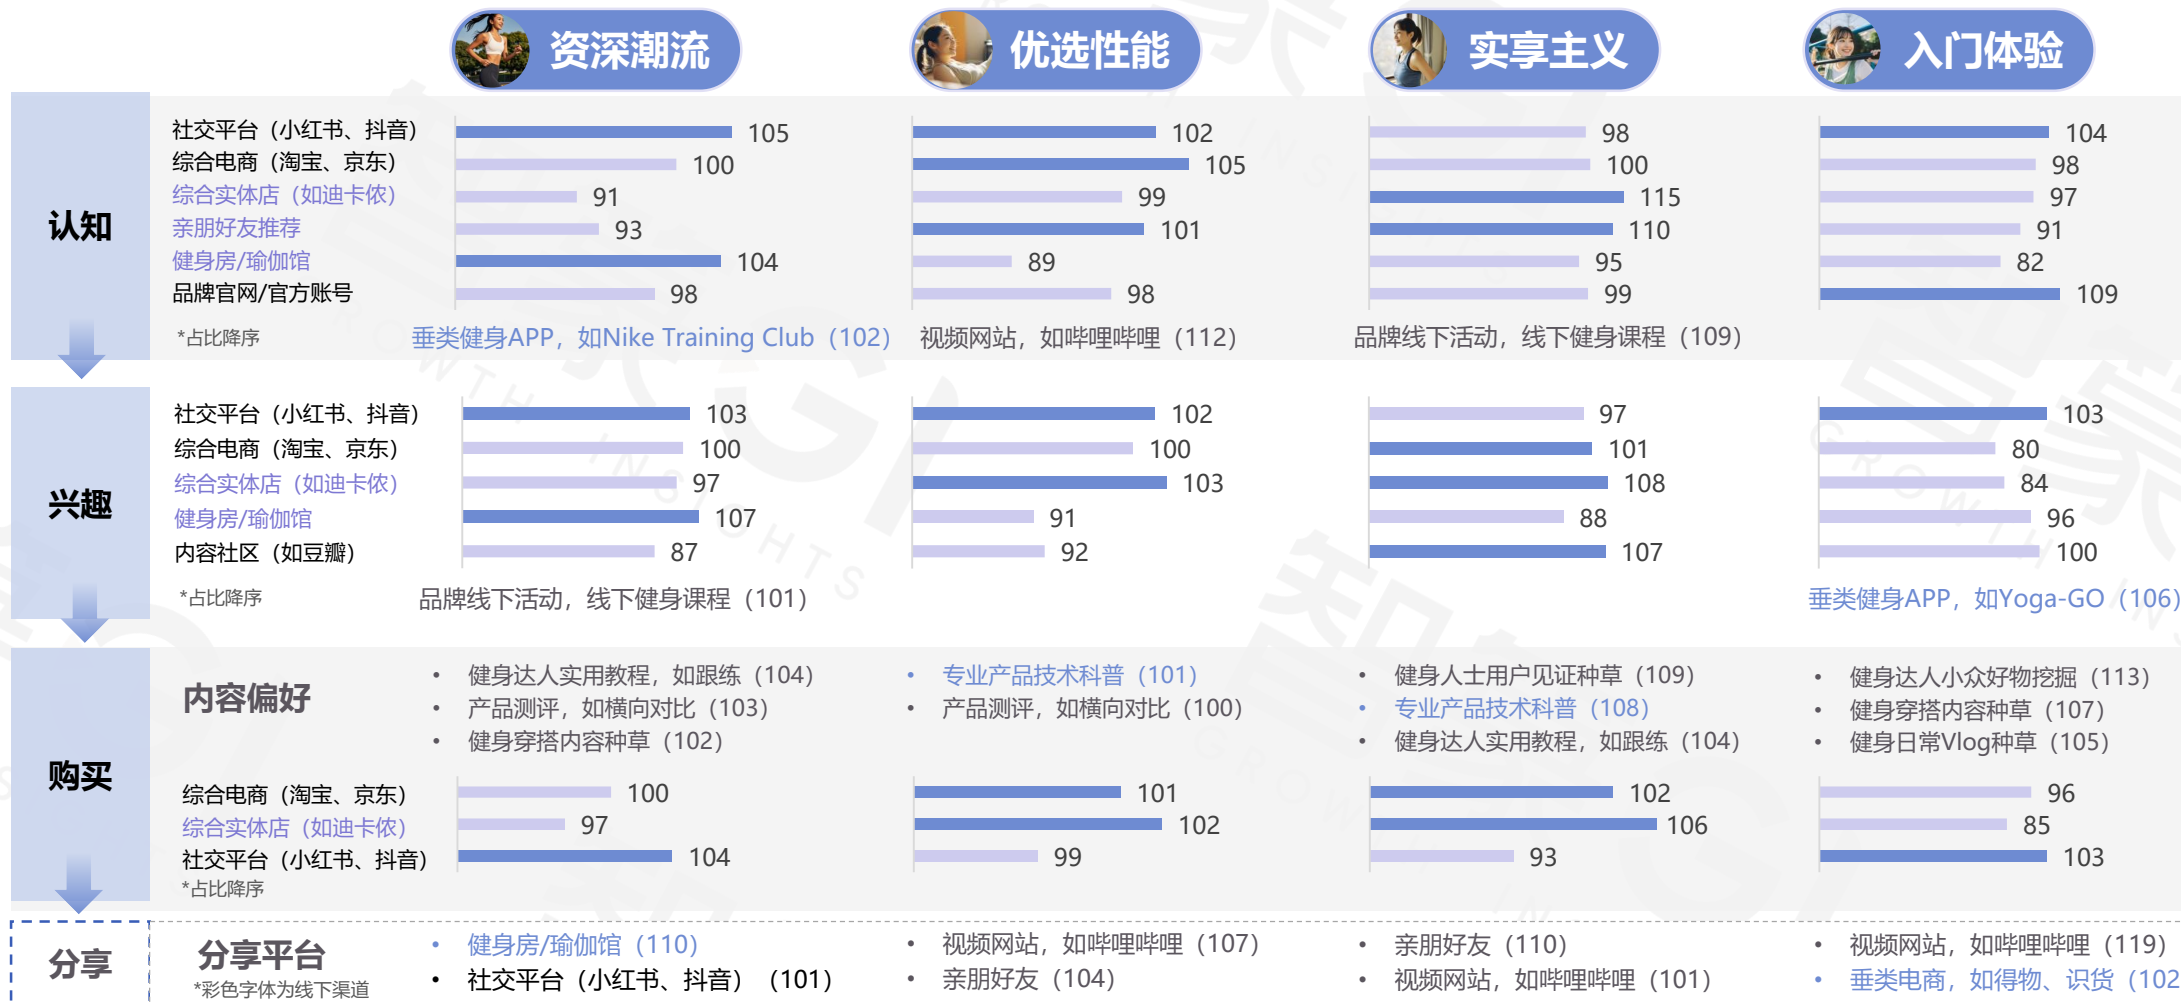 资深潮流 优选性能 实享主义 入门体验
认知
社交平台（小红书、抖音） 105 102 98 104
综合电商（淘宝、京东） 100 105 100 98
综合实体店（如迪卡侬） 91 99 115 97
亲朋好友推荐 93 101 110 91
健身房/瑜伽馆 104 89 95 82
品牌官网/官方账号 98 98 99 109
*占比降序 垂类健身APP，如Nike Training Club（102） 视频网站，如哔哩哔哩（112） 品牌线下活动，线下健身课程（109）
兴趣
社交平台（小红书、抖音） 103 102 97 103
综合电商（淘宝、京东） 100 100 101 80
综合实体店（如迪卡侬） 97 103 108 84
健身房/瑜伽馆 107 91 88 96
内容社区（如豆瓣） 87 92 107 100
*占比降序 品牌线下活动，线下健身课程（101） 垂类健身APP，如Yoga-GO（106）
购买
内容偏好
• 健身达人实用教程，如跟练（104） • 专业产品技术科普（101） • 健身人士用户见证种草（109） • 健身达人小众好物挖掘（113）
• 产品测评，如横向对比（103） • 产品测评，如横向对比（100） • 专业产品技术科普（108） • 健身穿搭内容种草（107）
• 健身穿搭内容种草（102） • 健身达人实用教程，如跟练（104） • 健身日常Vlog种草（105）
综合电商（淘宝、京东） 100 101 102 96
综合实体店（如迪卡侬） 97 102 106 85
社交平台（小红书、抖音） 104 99 93 103
*占比降序
分享
分享平台
*彩色字体为线下渠道
• 健身房/瑜伽馆（110） • 视频网站，如哔哩哔哩（107） • 亲朋好友（110） • 视频网站，如哔哩哔哩（119）
• 社交平台（小红书、抖音）（101） • 亲朋好友（104） • 视频网站，如哔哩哔哩（101） • 垂类电商，如得物、识货（102
智蒙GI
GROWTH INSIGHTS